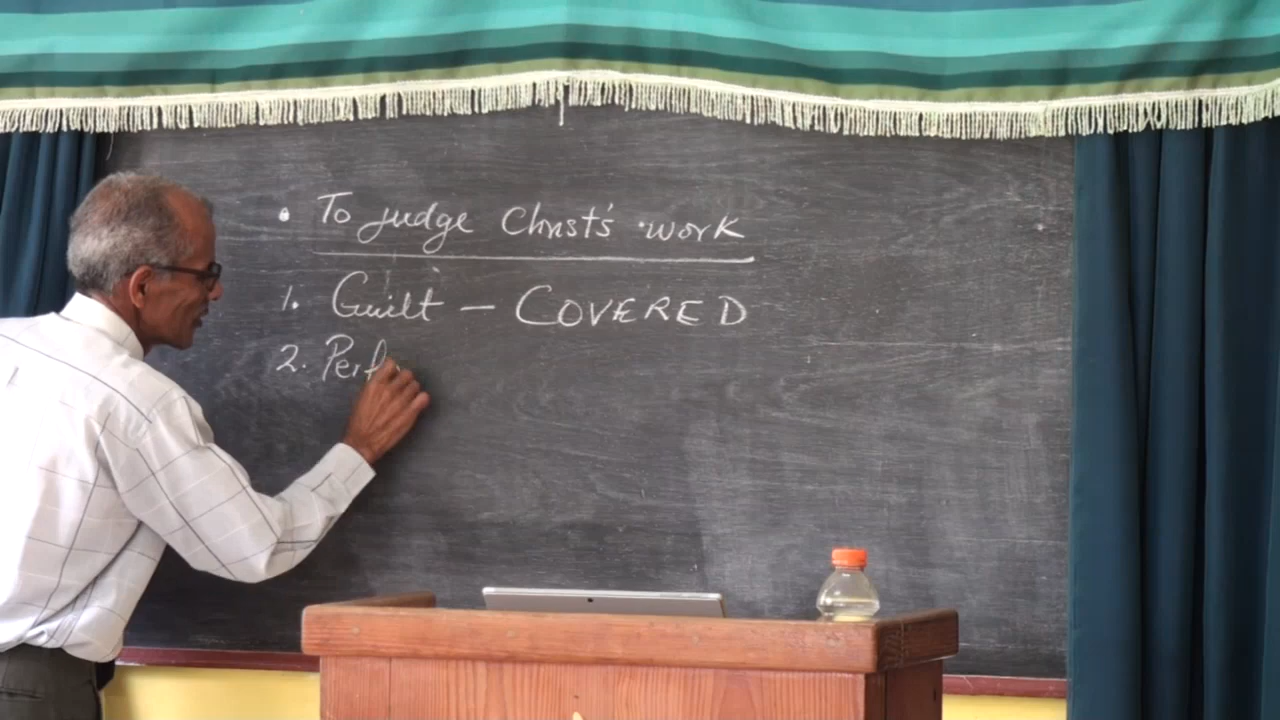 • To judge Christ's work
1. Guilt – COVERED
2. Perf